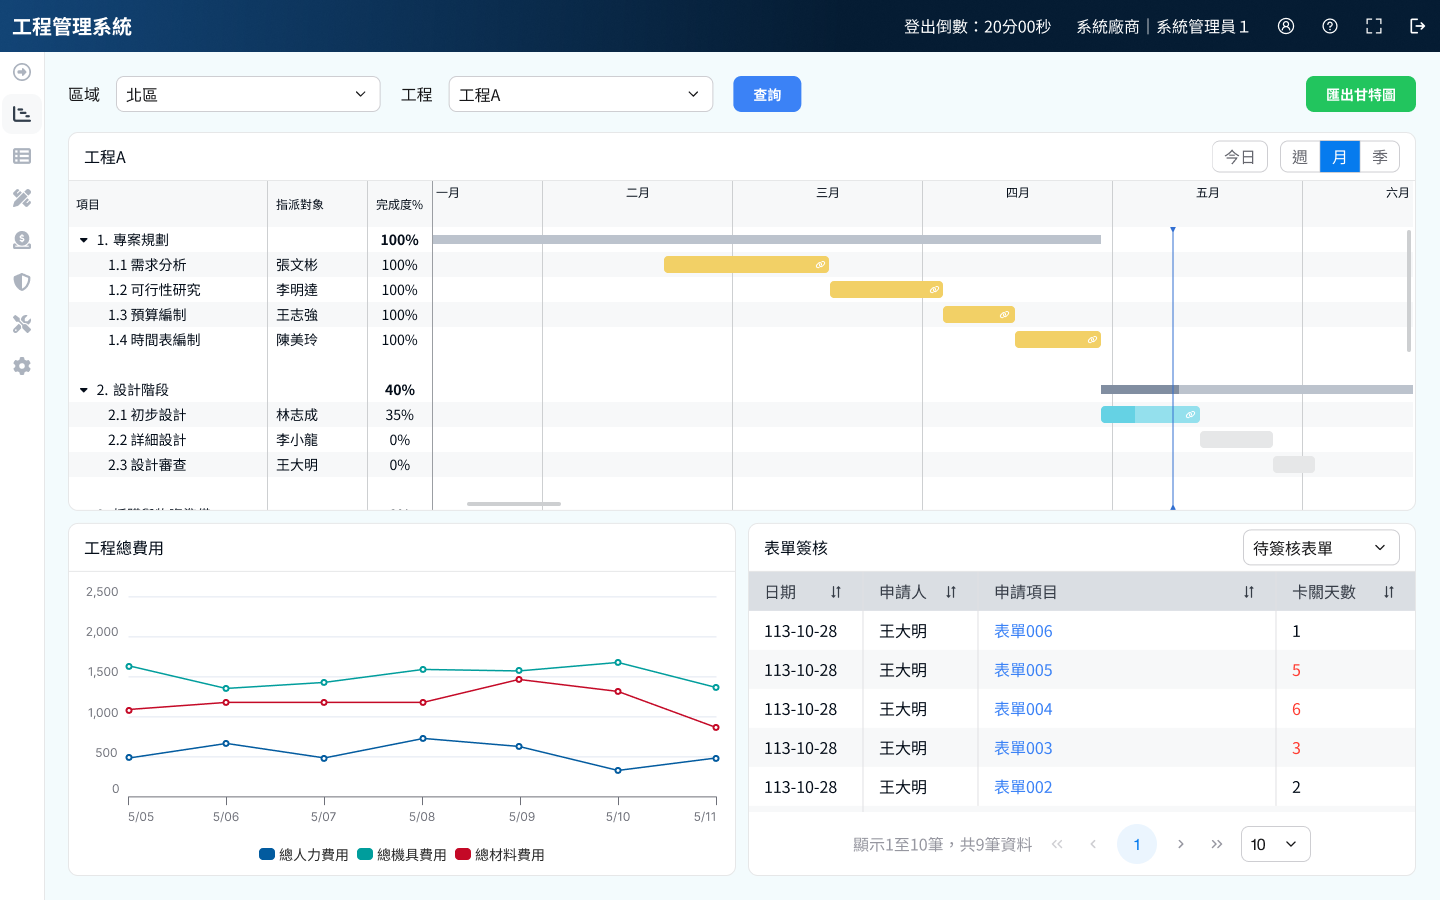 工程管理系統
登出倒數：20分00秒
系統廠商｜系統管理員１
區域
北區
工程
工程A
查詢
匯出甘特圖
工程A
今日
週
月
季
項目
指派對象
完成度%
一月
二月
三月
四月
五月
六月
1. 專案規劃
100%
1.1 需求分析
張文彬
100%
1.2 可行性研究
李明達
100%
1.3 預算編制
王志強
100%
1.4 時間表編制
陳美玲
100%
2. 設計階段
40%
2.1 初步設計
林志成
35%
2.2 詳細設計
李小龍
0%
2.3 設計審查
王大明
0%
工程總費用
2,500
2,000
1,500
1,000
500
0
5/05
5/06
5/07
5/08
5/09
5/10
5/11
總人力費用
總機具費用
總材料費用
表單簽核
待簽核表單
日期
申請人
申請項目
卡關天數
113-10-28
王大明
表單006
1
113-10-28
王大明
表單005
5
113-10-28
王大明
表單004
6
113-10-28
王大明
表單003
3
113-10-28
王大明
表單002
2
顯示1至10筆，共9筆資料
1
10